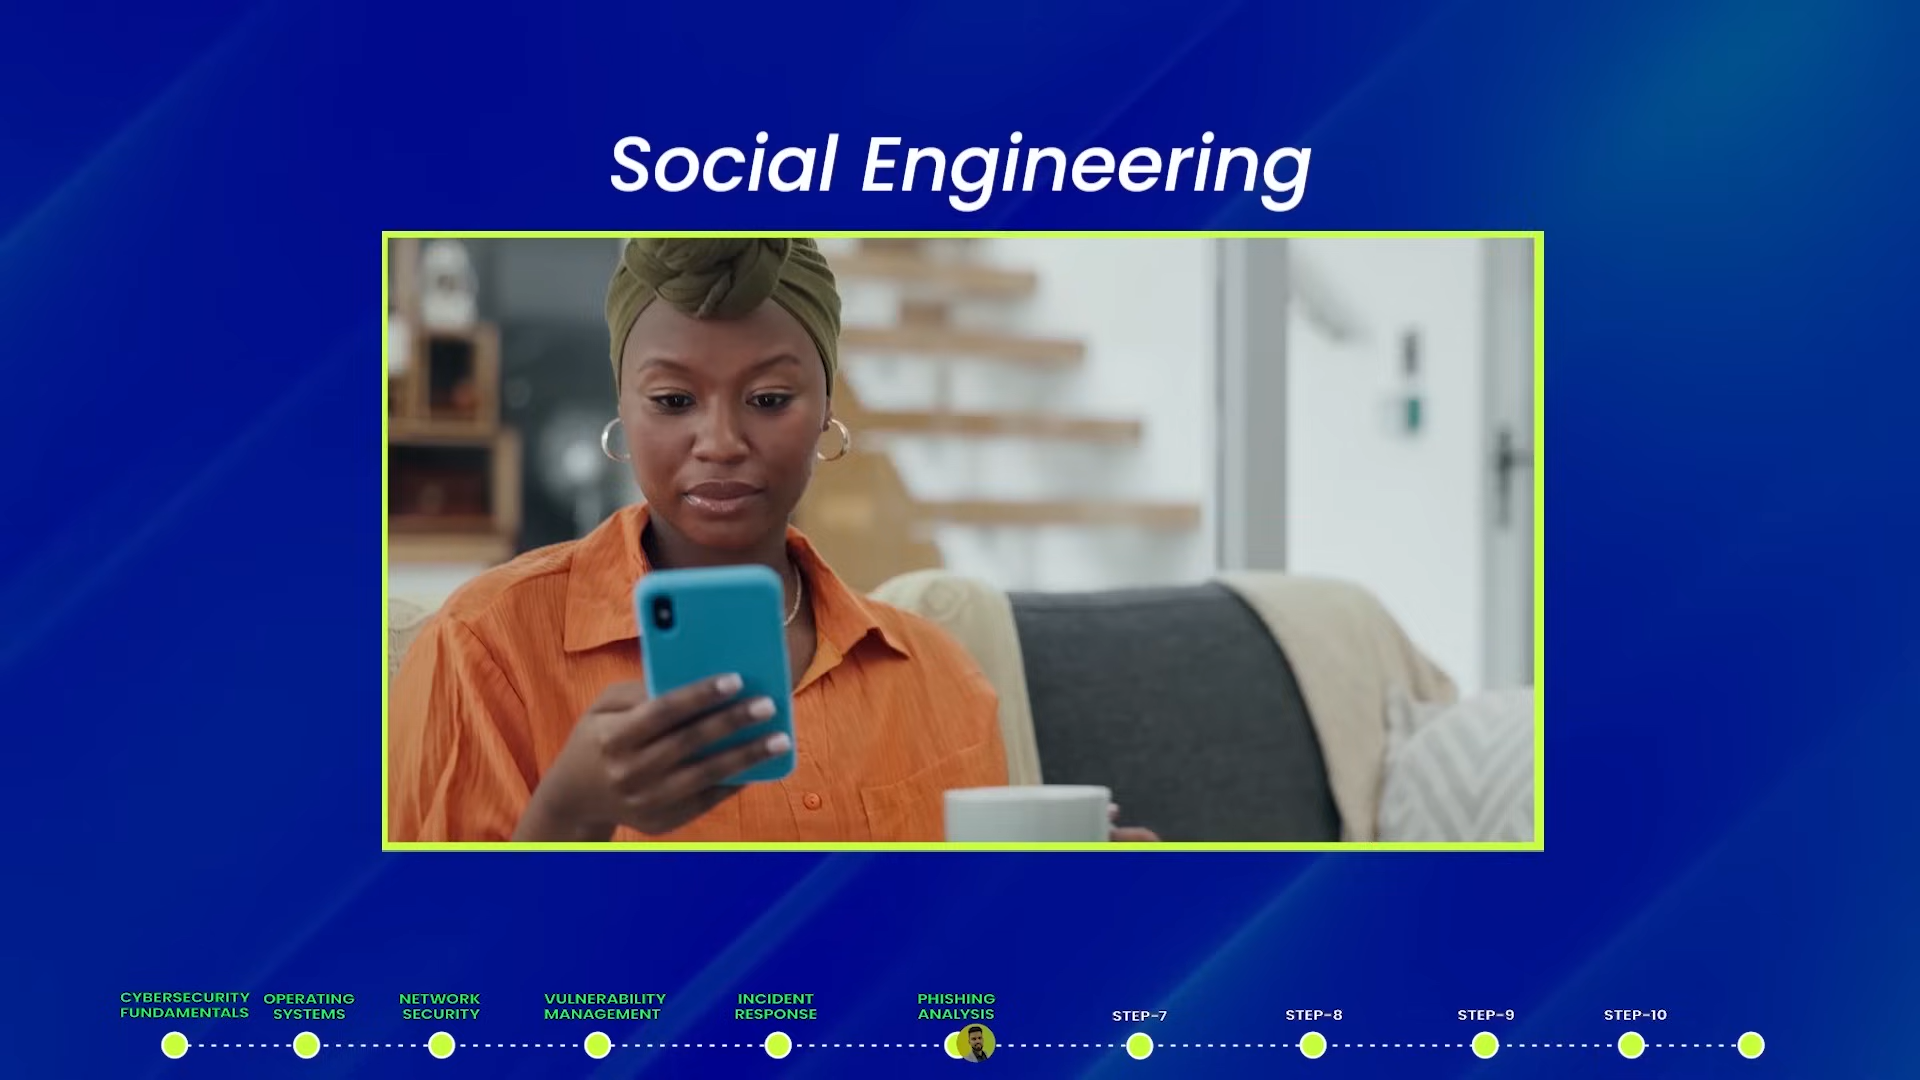 Social Engineering
CYBERSECURITY
FUNDAMENTALS
OPERATING
SYSTEMS
NETWORK
SECURITY
VULNERABILITY
MANAGEMENT
INCIDENT
RESPONSE
PHISHING
ANALYSIS
STEP-7
STEP-8
STEP-9
STEP-10